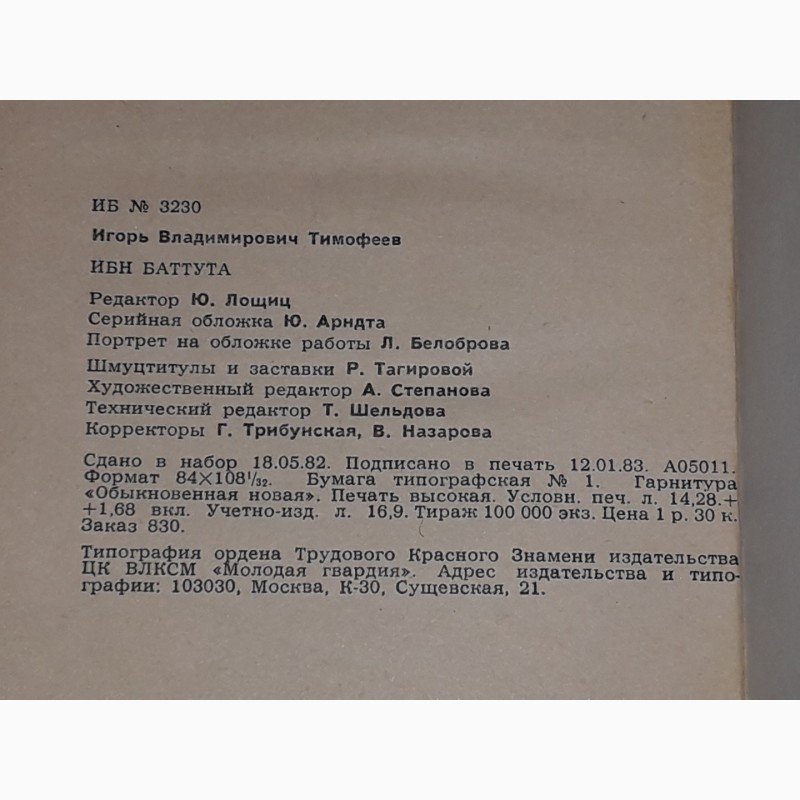 ИБ № 3230
Игорь Владимирович Тимофеев
ИБН БАТТУТА
Редактор Ю. Лощиц
Серийная обложка Ю. Арндта
Портрет на обложке работы Л. Белоброва
Шмуцтитулы и заставки Р. Тагировой
Художественный редактор А. Степанова
Технический редактор Т. Шельдова
Корректоры Г. Трибунская, В. Назарова
Сдано в набор 18.05.82. Подписано в печать 12.01.83. А05011.
Формат 84×108¹/₃₂. Бумага типографская № 1. Гарнитура
«Обыкновенная новая». Печать высокая. Условн. печ. л. 14,28.+
+1,68 вкл. Учетно-изд. л. 16,9. Тираж 100 000 экз. Цена 1 р. 30 к.
Заказ 830.
Типография ордена Трудового Красного Знамени издательства
ЦК ВЛКСМ «Молодая гвардия». Адрес издательства и типо-
графии: 103030, Москва, К-30, Сущевская, 21.